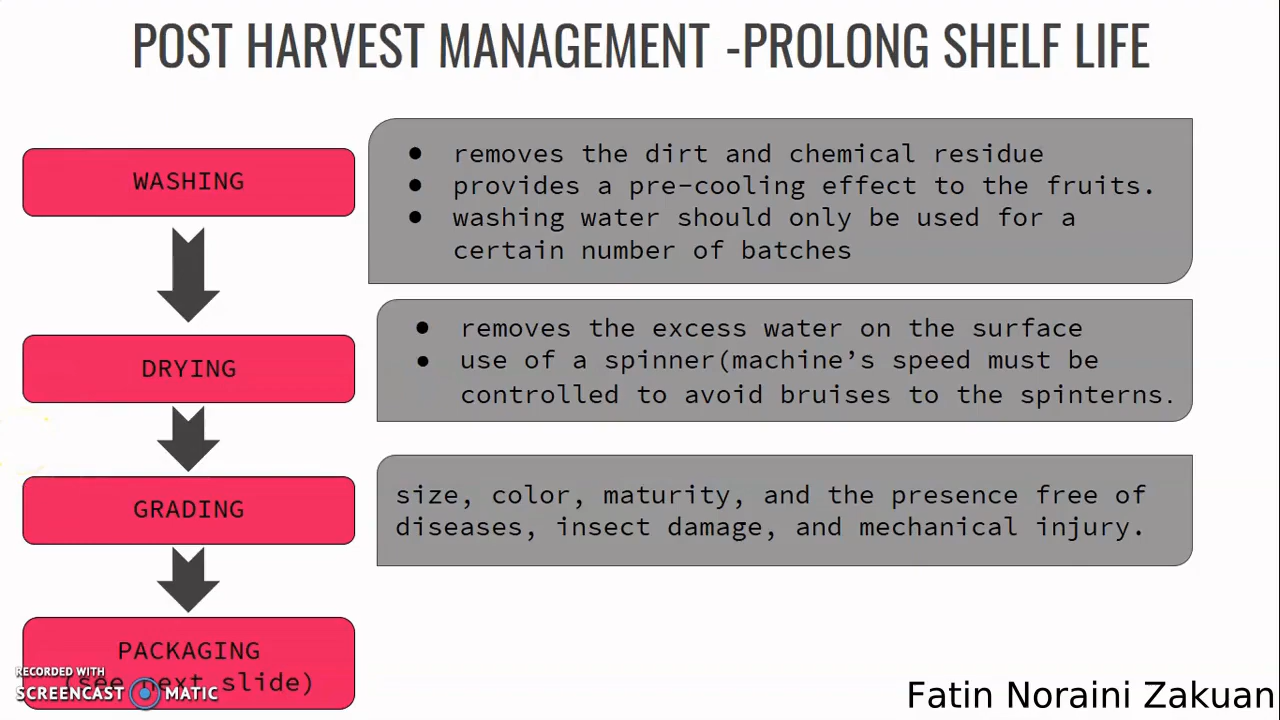 POST HARVEST MANAGEMENT -PROLONG SHELF LIFE
WASHING
● removes the dirt and chemical residue
● provides a pre-cooling effect to the fruits.
● washing water should only be used for a
certain number of batches
DRYING
● removes the excess water on the surface
● use of a spinner(machine’s speed must be
controlled to avoid bruises to the spinterns.
GRADING
size, color, maturity, and the presence free of
diseases, insect damage, and mechanical injury.
PACKAGING
(see next slide)
RECORDED WITH
SCREENCAST MATIC
Fatin Noraini Zakuan